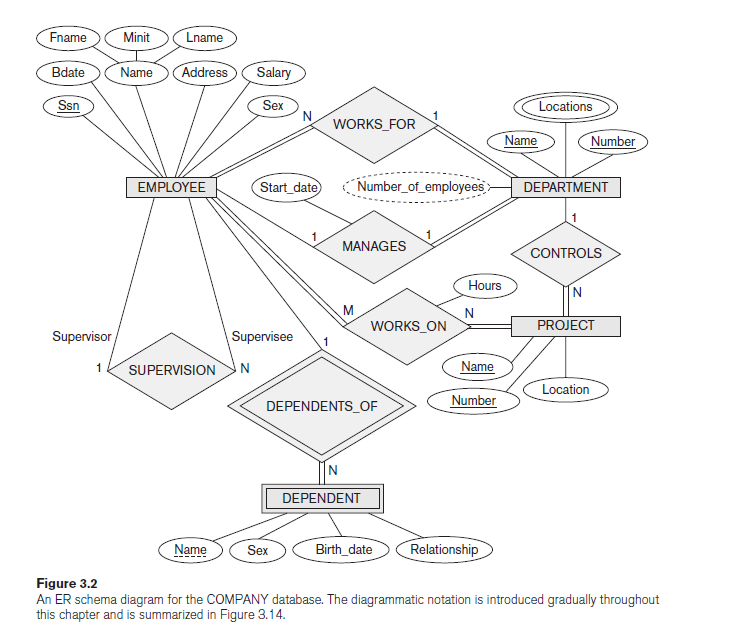 Fname Minit Lname
Bdate Name Address Salary
Ssn Sex
Locations
Name Number
N WORKS_FOR 1
EMPLOYEE Start_date Number_of_employees DEPARTMENT
1 MANAGES 1
1
CONTROLS
N
Hours
M WORKS_ON N
PROJECT
Supervisor Supervisee
1 SUPERVISION N
1
DEPENDENTS_OF
Name
Number Location
N
DEPENDENT
Name Sex Birth_date Relationship
Figure 3.2
An ER schema diagram for the COMPANY database. The diagrammatic notation is introduced gradually throughout
this chapter and is summarized in Figure 3.14.